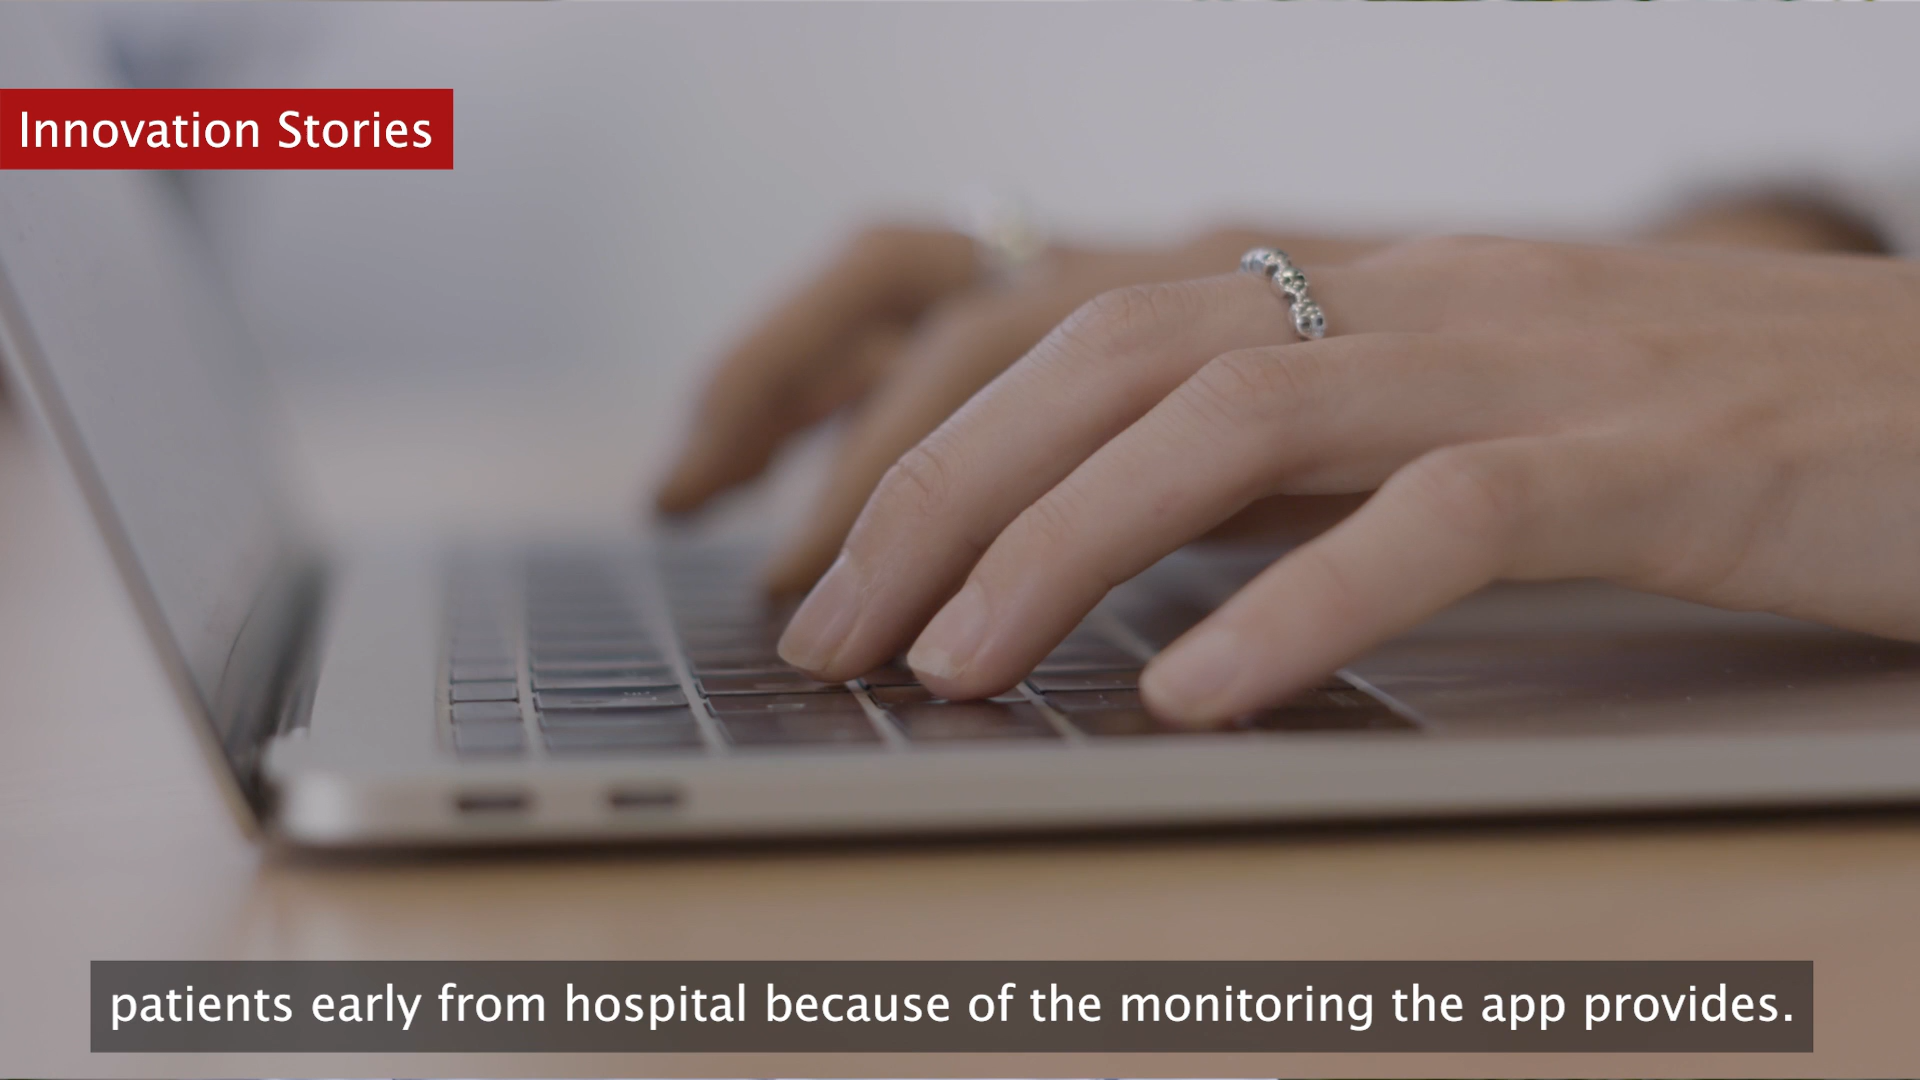 Innovation Stories
patients early from hospital because of the monitoring the app provides.